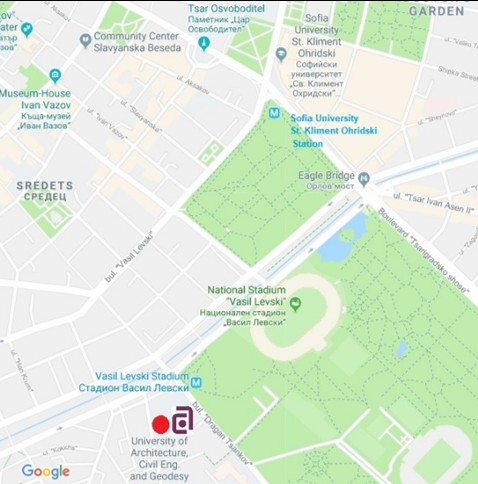 GARDEN
Tsar Osvoboditel
Паметник „Цар
Освободител"
Sofia
University
St. Kliment
Ohridski
Софийски
университет
„Св. Климент
Охридски"
Community Center
Slavyanska Beseda
Museum-House
Ivan Vazov
Къща-музей
„Иван Вазов"
ul. "Aksakov"
ul. "Slavyanska"
ul. "Ivan Vazov"
Shipka Street
Sofia University
St. Kliment Ohridski
Station
Eagle Bridge
Орлов мост
ul. "Tsar Ivan Asen II"
SREDETS
СРЕДЕЦ
bul. "Vasil Levski"
Boulevard "Tsarigradsko shose"
National Stadium
"Vasil Levski"
Национален стадион
„Васил Левски"
Vasil Levski Stadium
Стадион Васил Левски
bul. "Dragan Tsankov"
University of
Architecture,
Civil Eng.
and Geodesy
Google